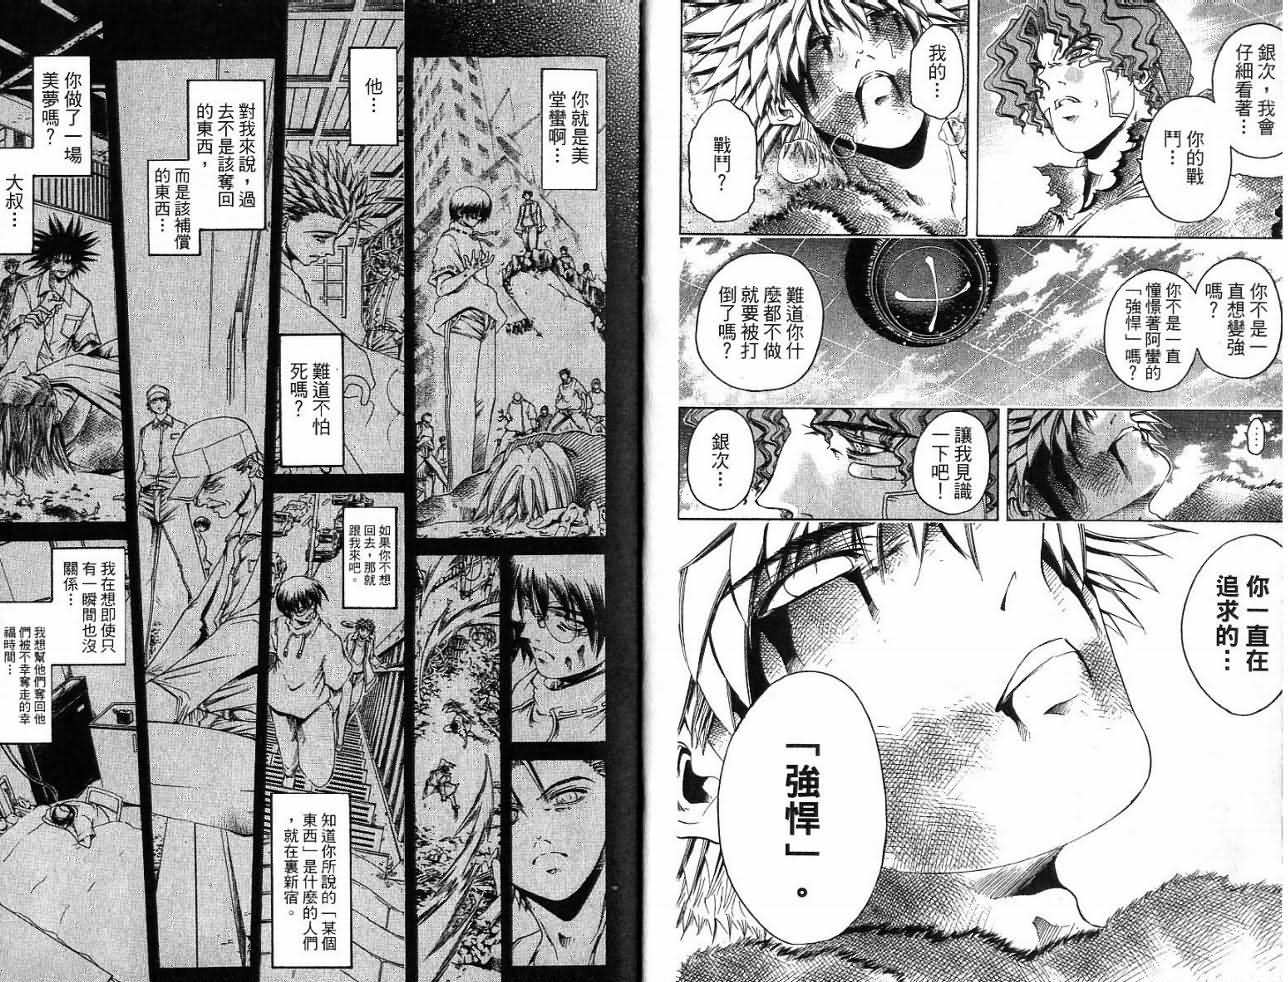 銀次，我會
仔細看著…
你的戰
鬥…
我的…
戰鬥？
你不是一
直想變強
嗎？
你不是一直
憧憬著阿蠻的
「強悍」嗎？
難道你什
麼都不做
就要被打
倒了嗎？
…
讓我見識
一下吧！
銀次…
你一直在
追求的…
「強悍」。
你就是美
堂蠻啊…
他…
難道不怕
死嗎？
如果你不想
回去，那就
跟我來吧。
知道你所說的「某個
東西」是什麼的人們
，就在裏新宿。
對我來說，過
去不是該奪回
的東西，
而是該補償
的東西…
你做了一場
美夢嗎？
大叔…
我在想即使只
有一瞬間也沒
關係…
我想幫他們奪回他
們被不幸奪走的幸
福時間…